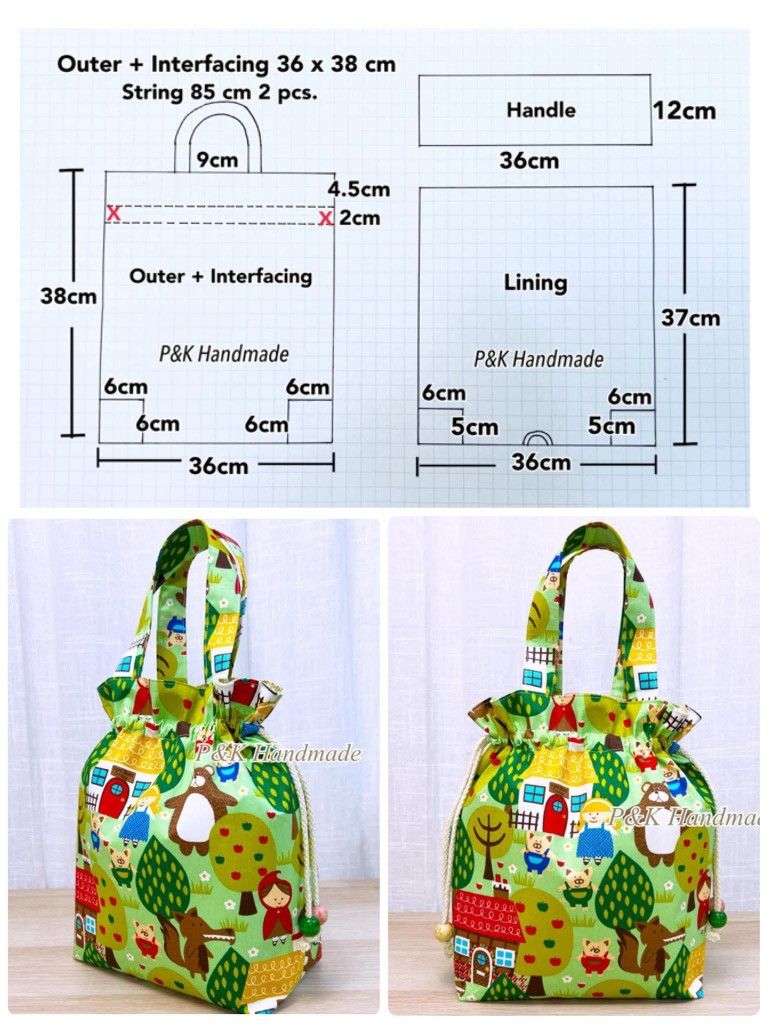 Outer + Interfacing 36 x 38 cm
String 85 cm 2 pcs.
9cm
4.5cm
X
X
2cm
Outer + Interfacing
38cm
P&K Handmade
6cm
6cm
6cm
6cm
36cm
Handle
12cm
36cm
Lining
37cm
P&K Handmade
6cm
6cm
5cm
5cm
36cm
P&K Handmade
P&K Handmade